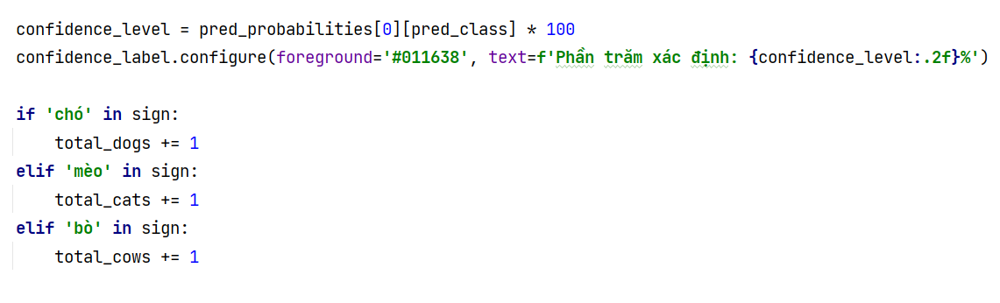 confidence_level = pred_probabilities[0][pred_class] * 100
confidence_label.configure(foreground='#011638', text=f'Phần trăm xác định: {confidence_level:.2f}%')
if 'chó' in sign:
    total_dogs += 1
elif 'mèo' in sign:
    total_cats += 1
elif 'bò' in sign:
    total_cows += 1